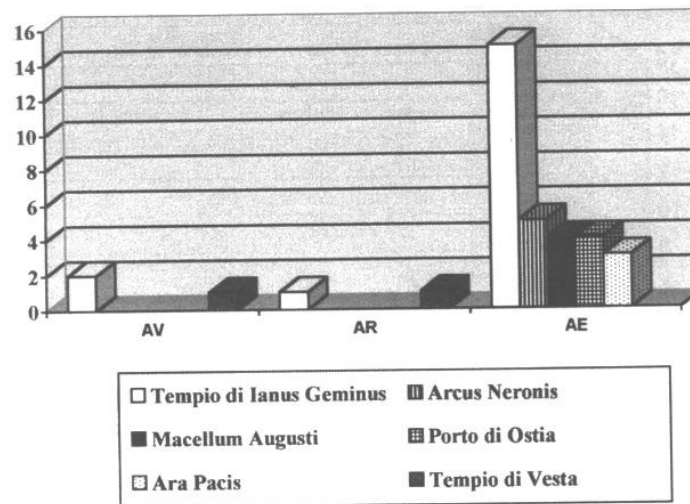 16
14
12
10
8
6
4
2
0
AV AR AE
Tempio di Ianus Geminus Arcus Neronis
Macellum Augusti Porto di Ostia
Ara Pacis Tempio di Vesta